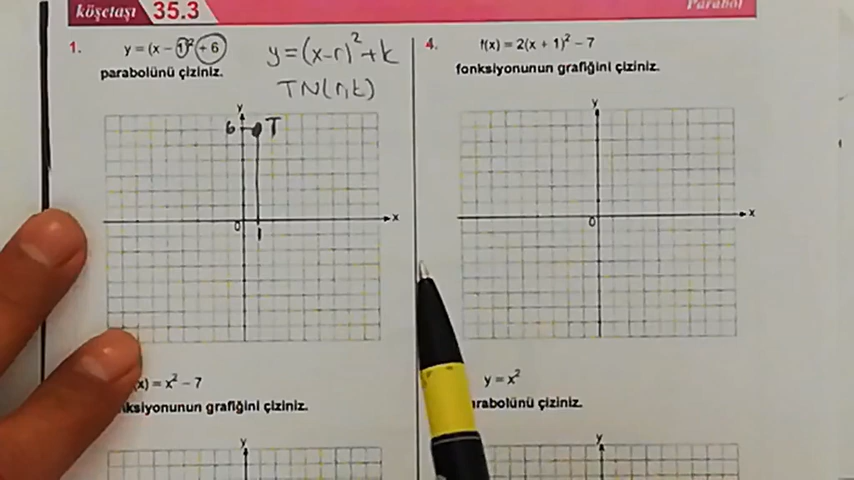 köşetaşı 35.3
Parabol
1. y = (x - 1)² + 6
parabolünü çiziniz.
y = (x-r)² + k
TN(r,k)
y
6 T
0 1 x
4. f(x) = 2(x + 1)² - 7
fonksiyonunun grafiğini çiziniz.
y
0 x
(x) = x² - 7
ksiyonunun grafiğini çiziniz.
y
y = x²
rabolünü çiziniz.
y